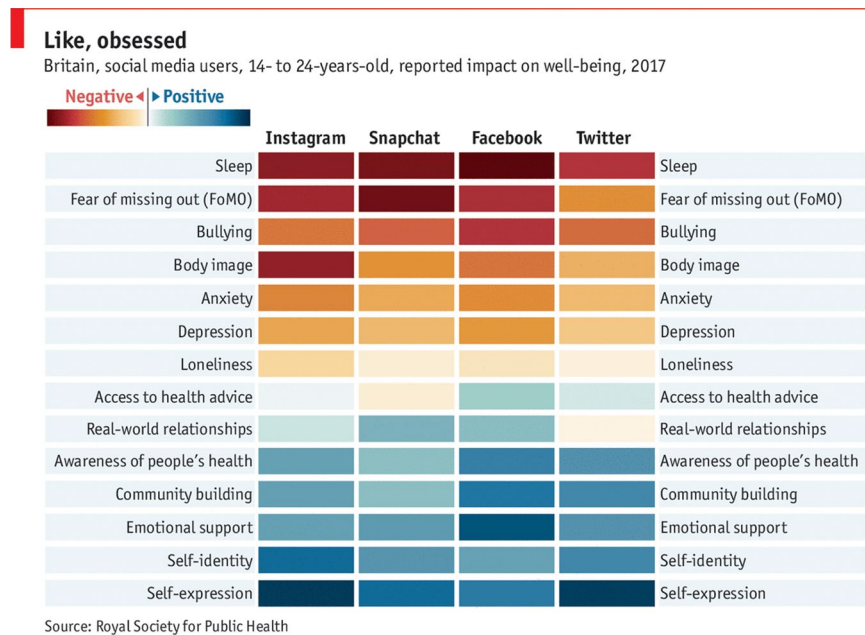 Like, obsessed
Britain, social media users, 14- to 24-years-old, reported impact on well-being, 2017
Negative ◄ ► Positive
Instagram Snapchat Facebook Twitter
Sleep Sleep
Fear of missing out (FoMO) Fear of missing out (FoMO)
Bullying Bullying
Body image Body image
Anxiety Anxiety
Depression Depression
Loneliness Loneliness
Access to health advice Access to health advice
Real-world relationships Real-world relationships
Awareness of people's health Awareness of people's health
Community building Community building
Emotional support Emotional support
Self-identity Self-identity
Self-expression Self-expression
Source: Royal Society for Public Health